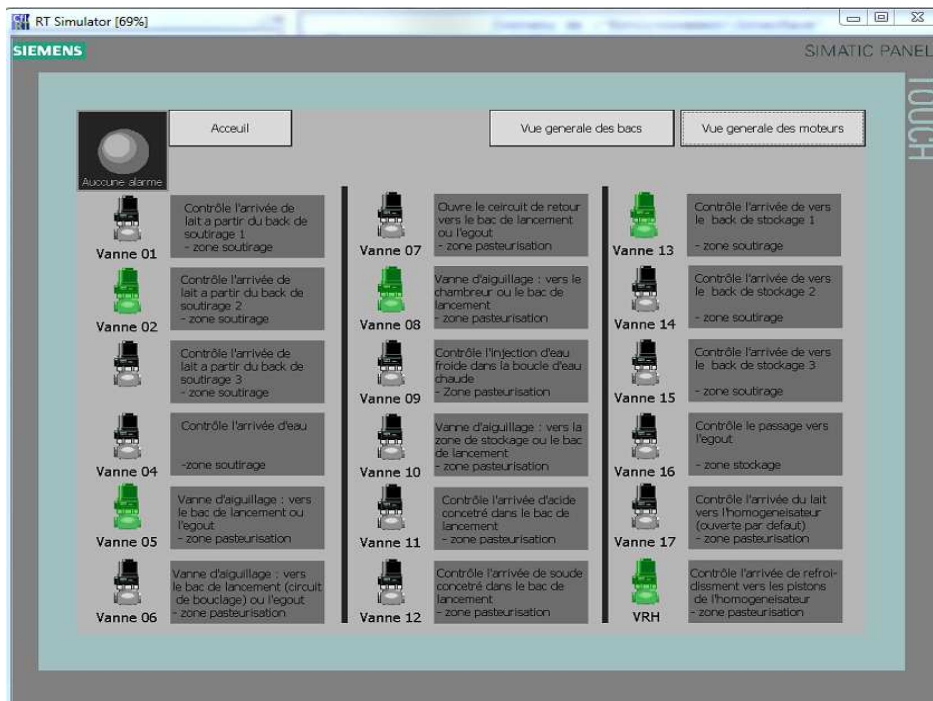 RT Simulator [69%]
SIEMENS
SIMATIC PANEL
TOUCH
Acceuil
Vue generale des bacs
Vue generale des moteurs
Auccune alarme
Vanne 01
Contrôle l'arrivée de
lait a partir du back de
soutirage 1
- zone soutirage
Vanne 02
Contrôle l'arrivée de
lait a partir du back de
soutirage 2
- zone soutirage
Contrôle l'arrivée de
lait a partir du back de
soutirage 3
- zone soutirage
Vanne 04
Contrôle l'arrivée d'eau
-zone soutirage
Vanne 05
Vanne d'aiguillage : vers
le bac de lancement ou
l'egout
- zone pasteurisation
Vanne 06
Vanne d'aiguillage : vers
le bac de lancement (circuit
de bouclage) ou l'egout
- zone pasteurisation
Vanne 07
Ouvre le ceircuit de retour
vers le bac de lancement
ou l'egout
- zone pasteurisation
Vanne 08
Vanne d'aiguillage : vers le
chambreur ou le bac de
lancement
- zone pasteurisation
Vanne 09
Contrôle l'injection d'eau
froide dans la boucle d'eau
chaude
- Zone pasteurisation
Vanne 10
Vanne d'aiguillage : vers la
zone de stockage ou le bac
de lancement
- zone pasteurisation
Vanne 11
Contrôle l'arrivée d'acide
concetré dans le bac de
lancement
- zone pasteurisation
Vanne 12
Contrôle l'arrivée de soude
concetré dans le bac de
lancement
- zone pasteurisation
Vanne 13
Contrôle l'arrivée de vers
le back de stockage 1
- zone soutirage
Vanne 14
Contrôle l'arrivée de vers
le back de stockage 2
- zone soutirage
Vanne 15
Contrôle l'arrivée de vers
le back de stockage 3
- zone soutirage
Vanne 16
Contrôle le passage vers
l'egout
- zone stockage
Vanne 17
Contrôle l'arrivée du lait
vers l'homogeneisateur
(ouverte par defaut)
- zone pasteurisation
VRH
Contrôle l'arrivée de refroi-
dissment vers les pistons
de l'homogeneisateur
- zone pasteurisation